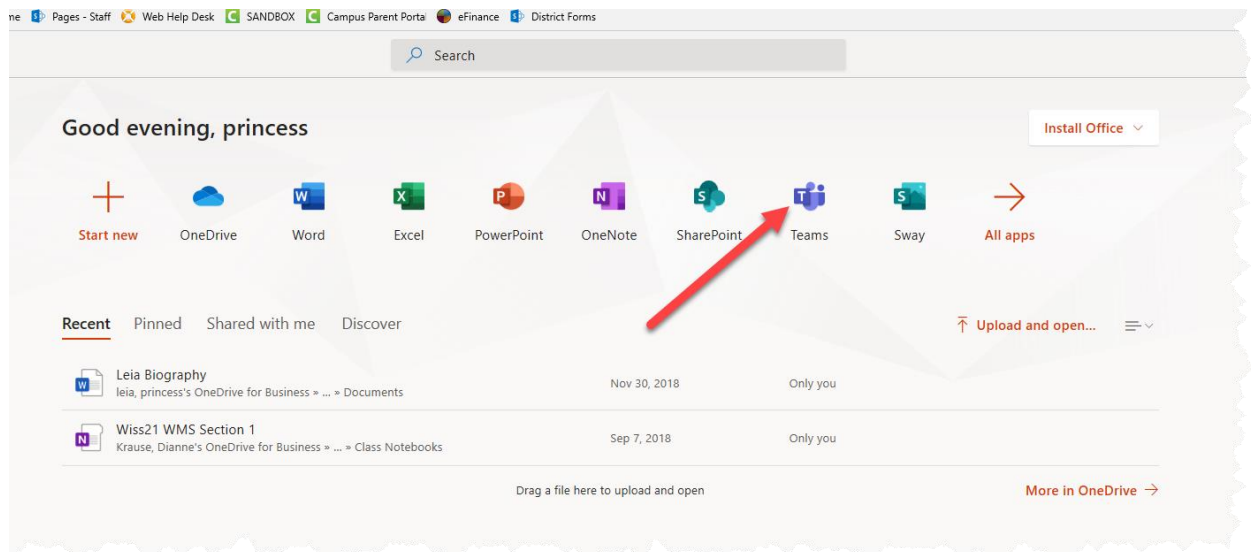 me Pages - Staff Web Help Desk SANDBOX Campus Parent Portal eFinance District Forms
Search
Good evening, princess
Install Office
Start new OneDrive Word Excel PowerPoint OneNote SharePoint Teams Sway All apps
Recent Pinned Shared with me Discover
Upload and open...
Leia Biography
leia, princess's OneDrive for Business » ... » Documents
Nov 30, 2018 Only you
Wiss21 WMS Section 1
Krause, Dianne's OneDrive for Business » ... » Class Notebooks
Sep 7, 2018 Only you
Drag a file here to upload and open
More in OneDrive